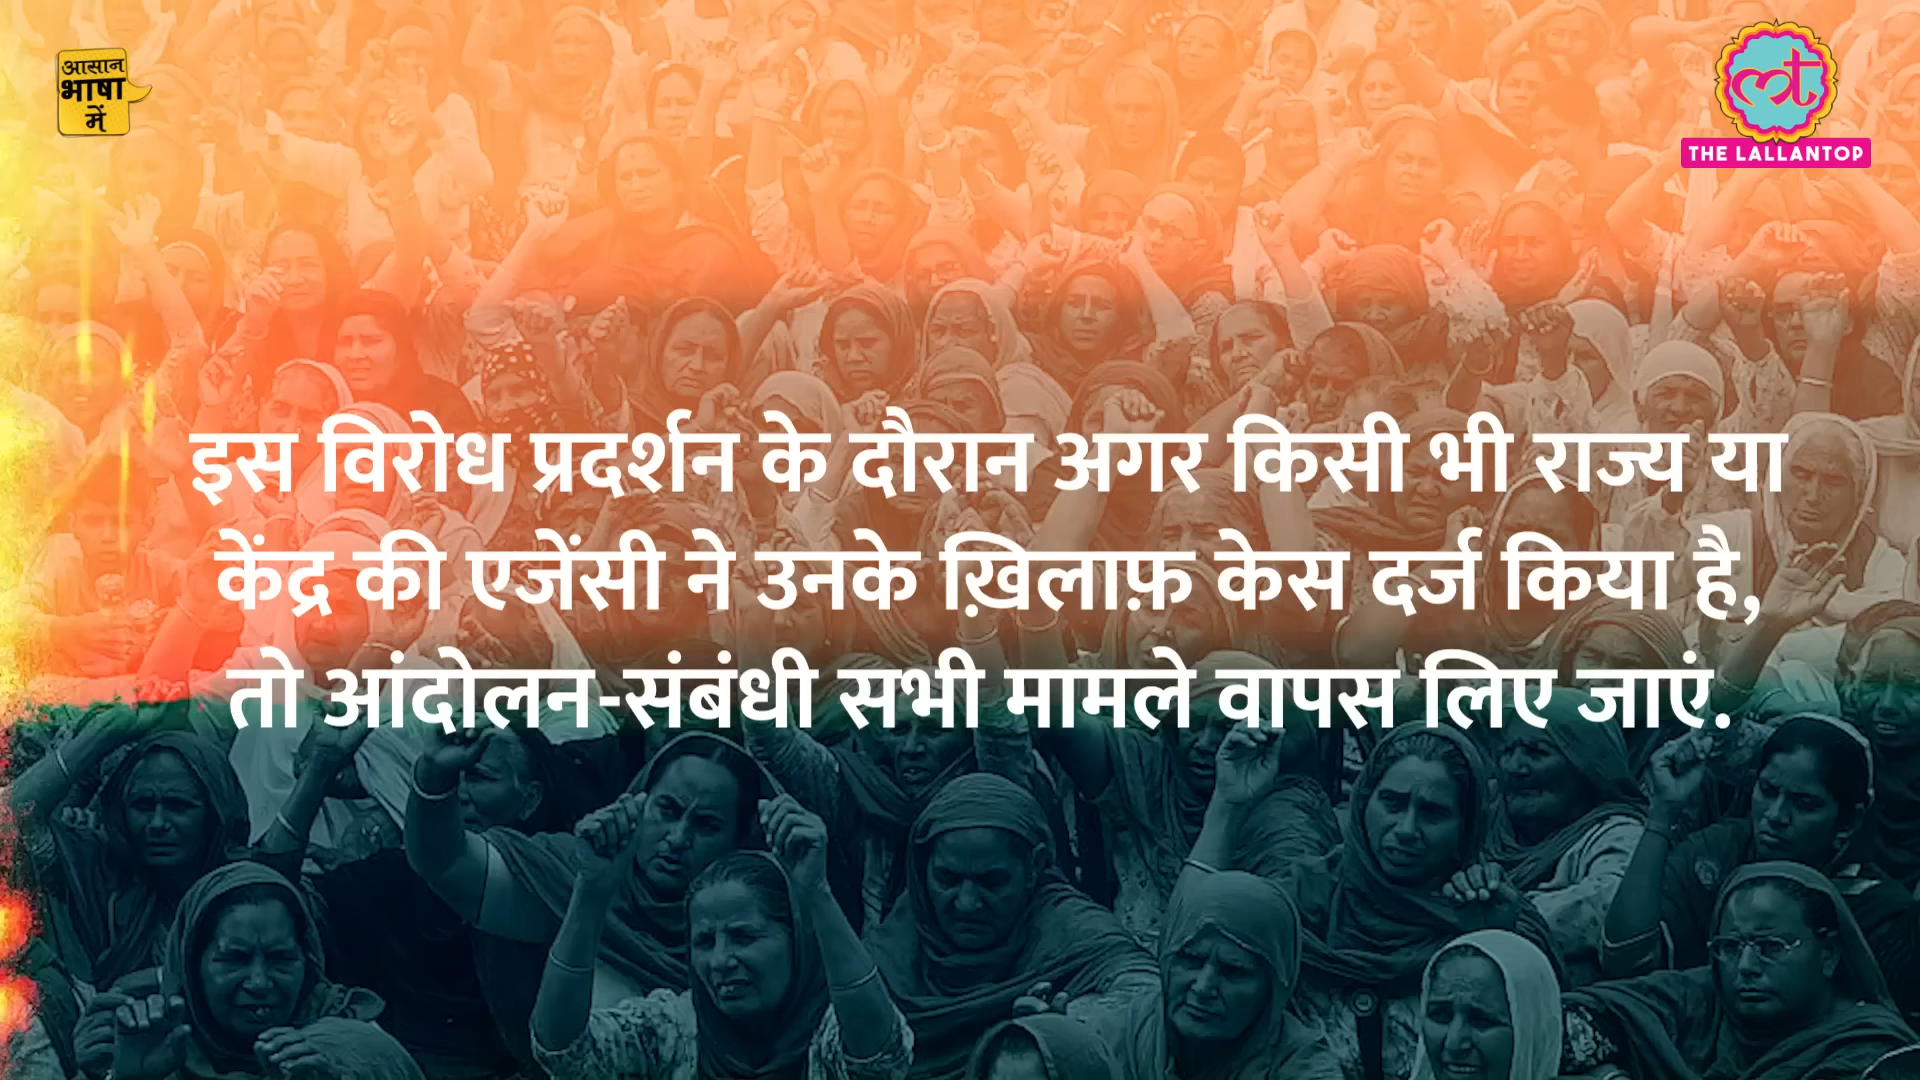 आसान
भाषा
में
THE LALLANTOP
इस विरोध प्रदर्शन के दौरान अगर किसी भी राज्य या
केंद्र की एजेंसी ने उनके ख़िलाफ़ केस दर्ज किया है,
तो आंदोलन-संबंधी सभी मामले वापस लिए जाएं.